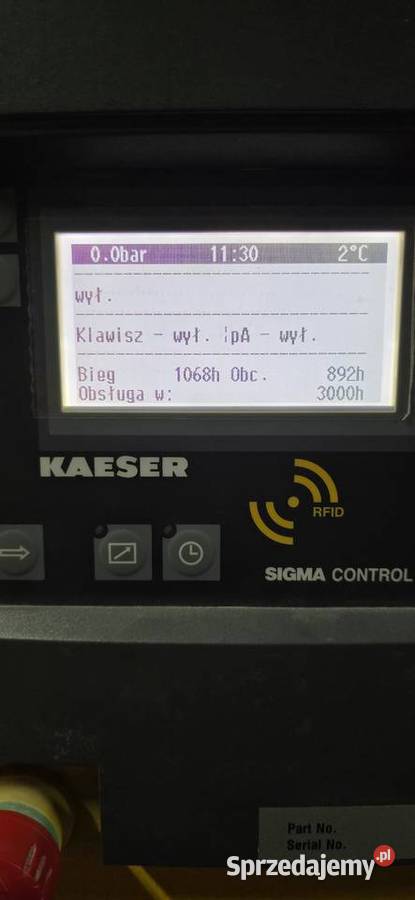 0.0bar 11:30 2°C
wył.
Klawisz - wył. ¦pA - wył.
Bieg 1068h Obc. 892h
Obsługa w: 3000h
KAESER
RFID
SIGMA CONTROL
Part No.
Serial No.
Sprzedajemy.pl